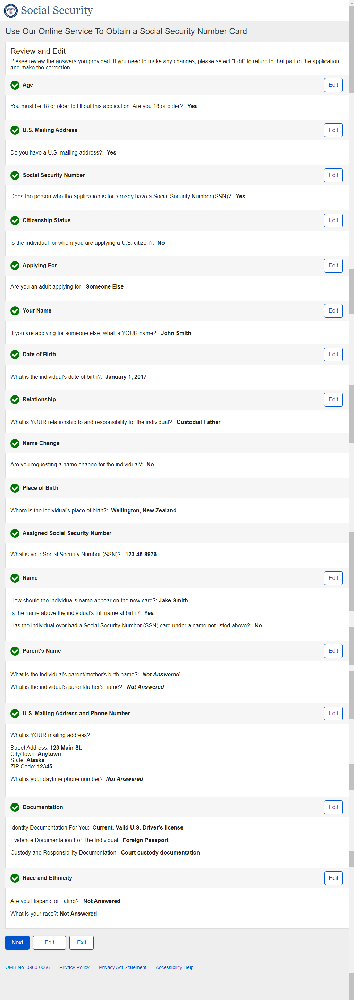 Social Security
Use Our Online Service To Obtain a Social Security Number Card
Review and Edit
Please review the answers you provided. If you need to make any changes, please select "Edit" to return to that part of the application
and make the correction.
Age Edit
You must be 18 or older to fill out this application. Are you 18 or older?: Yes
U.S. Mailing Address Edit
Do you have a U.S. mailing address?: Yes
Social Security Number Edit
Does the person who the application is for already have a Social Security Number (SSN)?: Yes
Citizenship Status Edit
Is the individual for whom you are applying a U.S. citizen?: No
Applying For Edit
Are you an adult applying for: Someone Else
Your Name Edit
If you are applying for someone else, what is YOUR name?: John Smith
Date of Birth Edit
What is the individual's date of birth?: January 1, 2017
Relationship Edit
What is YOUR relationship to and responsibility for the individual?: Custodial Father
Name Change
Are you requesting a name change for the individual?: No
Place of Birth
Where is the individual's place of birth?: Wellington, New Zealand
Assigned Social Security Number
What is your Social Security Number (SSN)?: 123-45-8976
Name Edit
How should the individual's name appear on the new card?: Jake Smith
Is the name above the individual's full name at birth?: Yes
Has the individual ever had a Social Security Number (SSN) card under a name not listed above?: No
Parent's Name Edit
What is the individual's parent/mother's birth name?: Not Answered
What is the individual's parent/father's name?: Not Answered
U.S. Mailing Address and Phone Number Edit
What is YOUR mailing address?
Street Address: 123 Main St.
City/Town: Anytown
State: Alaska
ZIP Code: 12345
What is your daytime phone number?: Not Answered
Documentation Edit
Identity Documentation For You: Current, Valid U.S. Driver's license
Evidence Documentation For The Individual: Foreign Passport
Custody and Responsibility Documentation: Court custody documentation
Race and Ethnicity Edit
Are you Hispanic or Latino?: Not Answered
What is your race?: Not Answered
Next Edit Exit
OMB No. 0960-0066 Privacy Policy Privacy Act Statement Accessibility Help